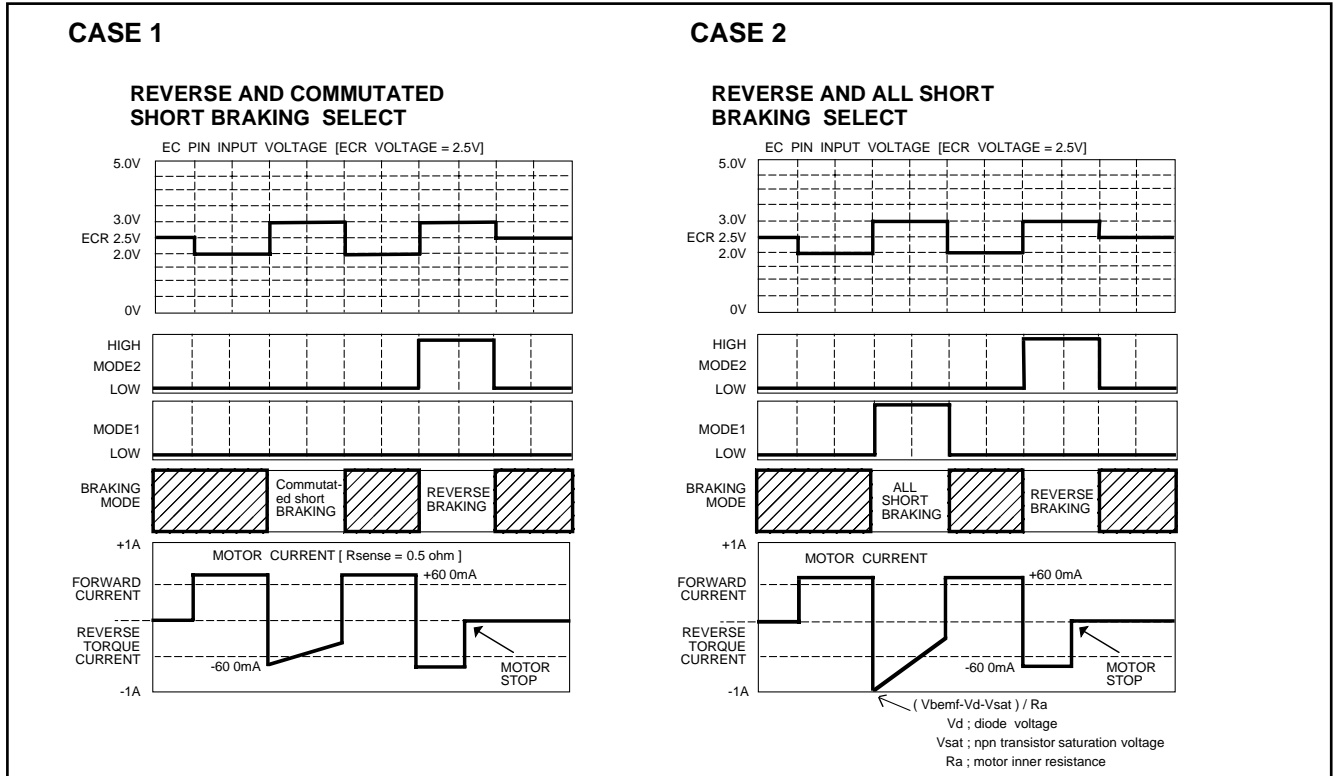 CASE 1
REVERSE AND COMMUTATED
SHORT BRAKING SELECT
EC PIN INPUT VOLTAGE [ECR VOLTAGE = 2.5V]
5.0V
3.0V
ECR 2.5V
2.0V
0V
HIGH
MODE2
LOW
MODE1
LOW
BRAKING
MODE
Commutat-
ed short
BRAKING
REVERSE
BRAKING
+1A
MOTOR CURRENT [ Rsense = 0.5 ohm ]
+60 0mA
FORWARD
CURRENT
REVERSE
TORQUE
CURRENT
-60 0mA
MOTOR
STOP
-1A
CASE 2
REVERSE AND ALL SHORT
BRAKING SELECT
EC PIN INPUT VOLTAGE [ECR VOLTAGE = 2.5V]
5.0V
3.0V
ECR 2.5V
2.0V
0V
HIGH
MODE2
LOW
MODE1
LOW
BRAKING
MODE
ALL
SHORT
BRAKING
REVERSE
BRAKING
+1A
MOTOR CURRENT
+60 0mA
FORWARD
CURRENT
REVERSE
TORQUE
CURRENT
-60 0mA
MOTOR
STOP
-1A
( Vbemf-Vd-Vsat ) / Ra
Vd ; diode voltage
Vsat ; npn transistor saturation voltage
Ra ; motor inner resistance